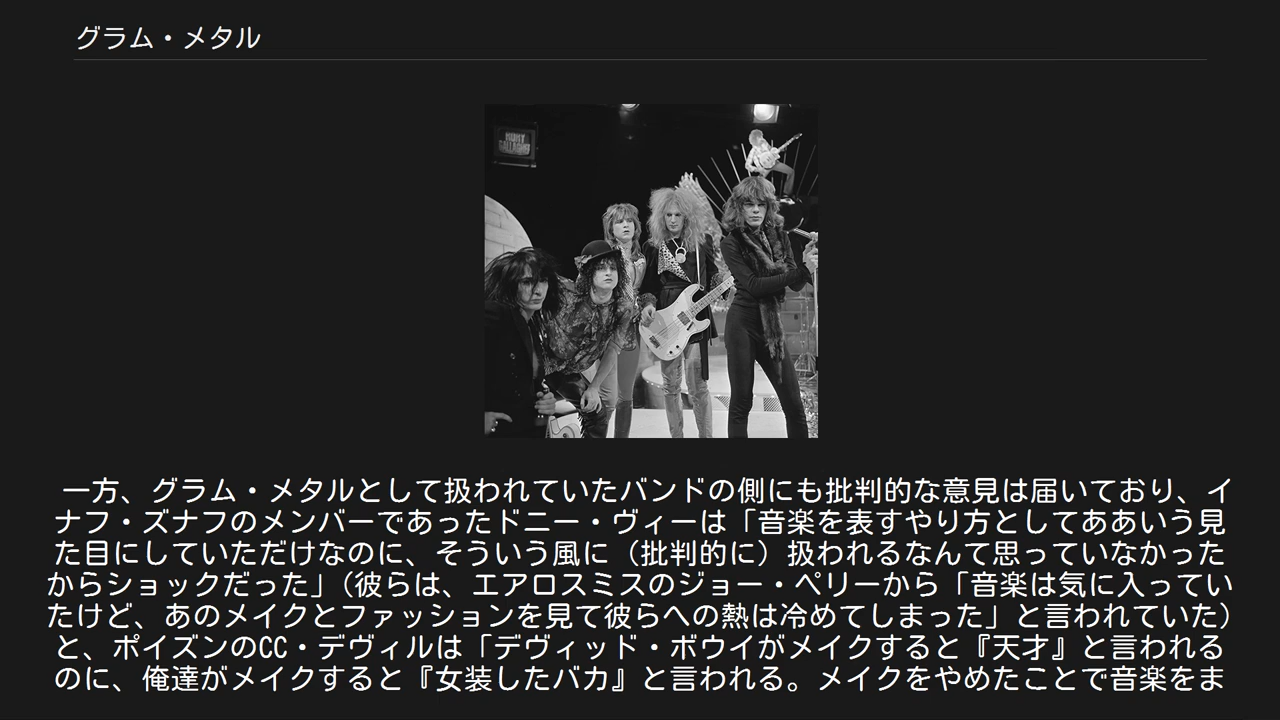 グラム・メタル
一方、グラム・メタルとして扱われていたバンドの側にも批判的な意見は届いており、イ
ナフ・ズナフのメンバーであったドニー・ヴィーは「音楽を表すやり方としてああいう見
た目にしていただけなのに、そういう風に（批判的に）扱われるなんて思っていなかった
からショックだった」（彼らは、エアロスミスのジョー・ペリーから「音楽は気に入ってい
たけど、あのメイクとファッションを見て彼らへの熱は冷めてしまった」と言われていた）
と、ポイズンのCC・デヴィルは「デヴィッド・ボウイがメイクすると『天才』と言われる
のに、俺達がメイクすると『女装したバカ』と言われる。メイクをやめたことで音楽をま